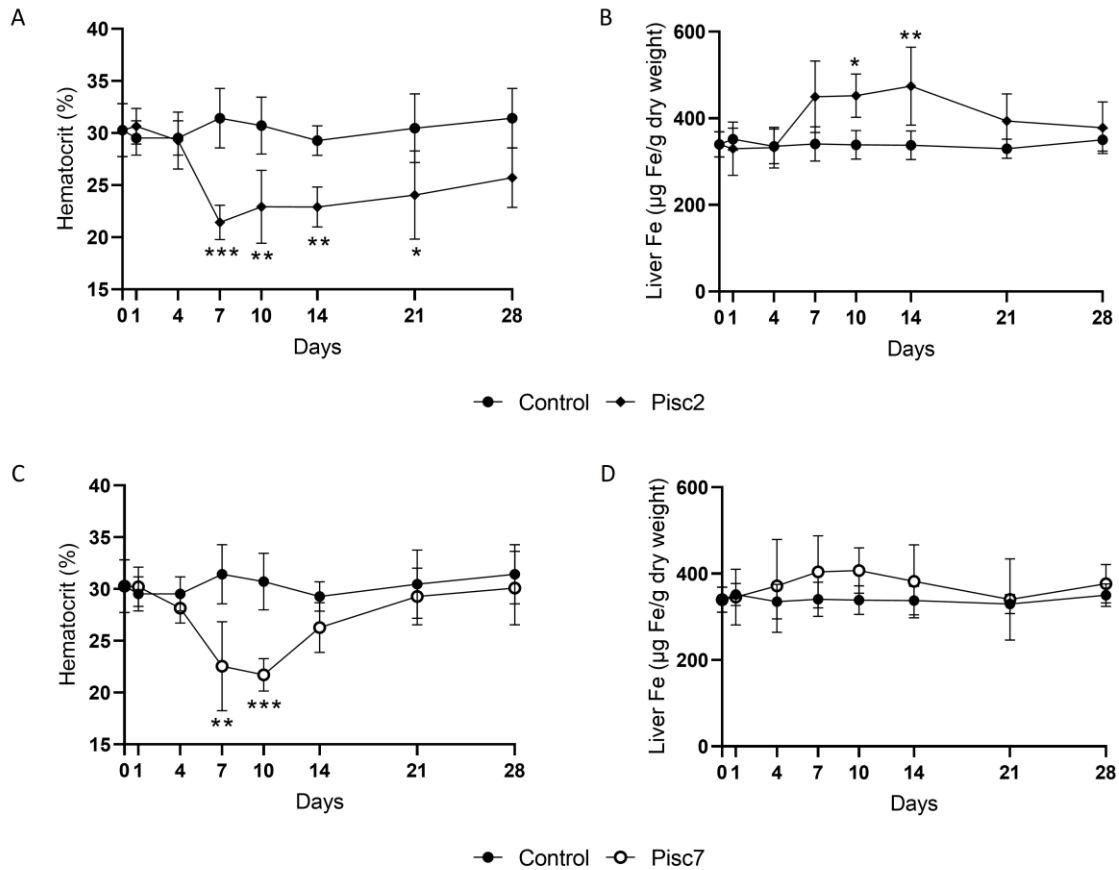 A
Hematocrit (%)
40
35
30
25
20
15
*** ** ** *
0 1 4 7 10 14 21 28
Days
B
Liver Fe (µg Fe/g dry weight)
600
400
200
0
* **
0 1 4 7 10 14 21 28
Days
Control Pisc2
C
Hematocrit (%)
40
35
30
25
20
15
** ***
0 1 4 7 10 14 21 28
Days
D
Liver Fe (µg Fe/g dry weight)
600
400
200
0
0 1 4 7 10 14 21 28
Days
Control Pisc7